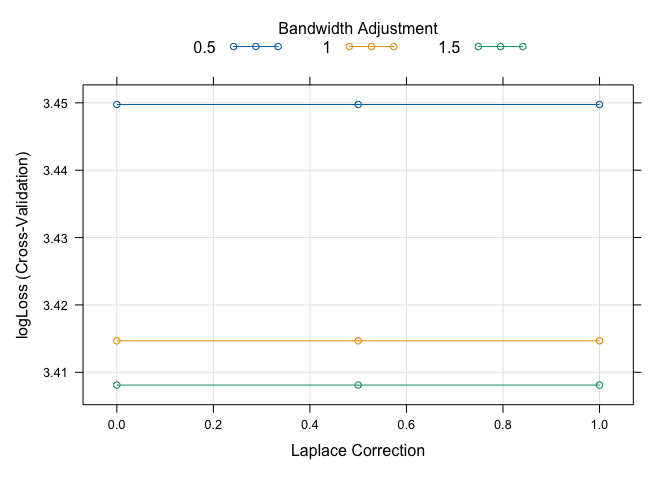 Bandwidth Adjustment
0.5 1 1.5
3.45
3.44
3.43
3.42
3.41
logLoss (Cross-Validation)
0.0 0.2 0.4 0.6 0.8 1.0
Laplace Correction